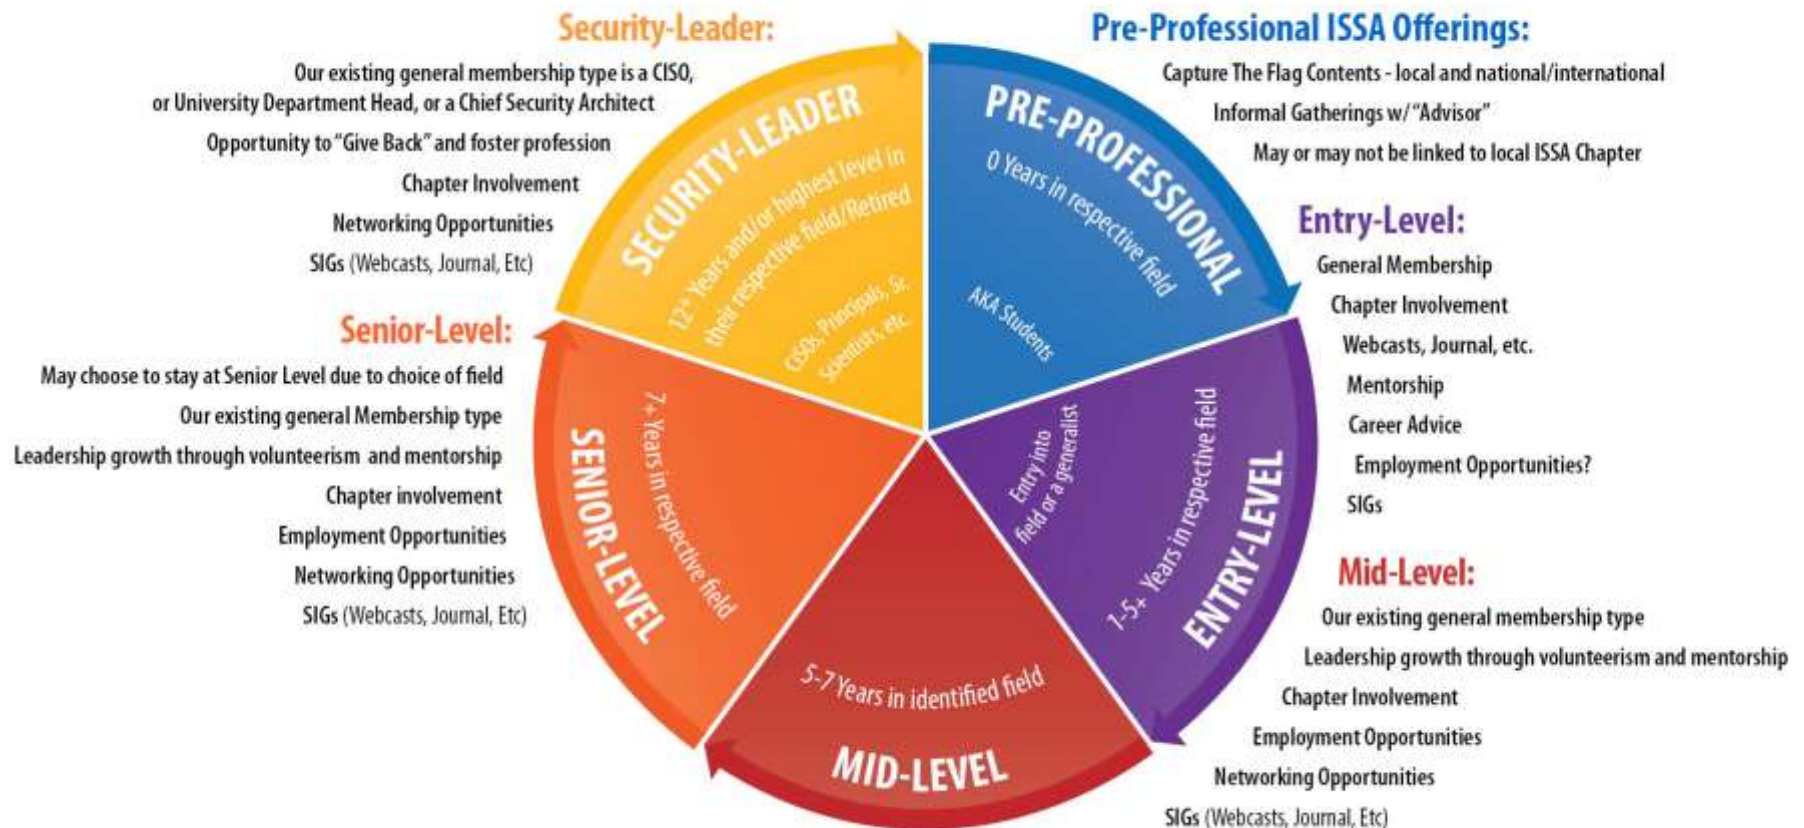 Security-Leader:
Our existing general membership type is a CISO,
or University Department Head, or a Chief Security Architect
Opportunity to "Give Back" and foster profession
Chapter Involvement
Networking Opportunities
SIGs (Webcasts, Journal, Etc)
Senior-Level:
May choose to stay at Senior Level due to choice of field
Our existing general Membership type
Leadership growth through volunteerism and mentorship
Chapter involvement
Employment Opportunities
Networking Opportunities
SIGs (Webcasts, Journal, Etc)
SECURITY-LEADER
12+ Years and/or highest level in
their respective field/Retired
CISOs, Principals, Sr,
Scientists, etc.
PRE-PROFESSIONAL
0 Years in respective field
AKA Students
ENTRY-LEVEL
1-5+ Years in respective field
Entry into
field or a generalist
MID-LEVEL
5-7 Years in identified field
SENIOR-LEVEL
7+ Years in respective field
Pre-Professional ISSA Offerings:
Capture The Flag Contents - local and national/international
Informal Gatherings w/"Advisor"
May or may not be linked to local ISSA Chapter
Entry-Level:
General Membership
Chapter Involvement
Webcasts, Journal, etc.
Mentorship
Career Advice
Employment Opportunities?
SIGs
Mid-Level:
Our existing general membership type
Leadership growth through volunteerism and mentorship
Chapter Involvement
Employment Opportunities
Networking Opportunities
SIGs (Webcasts, Journal, Etc)